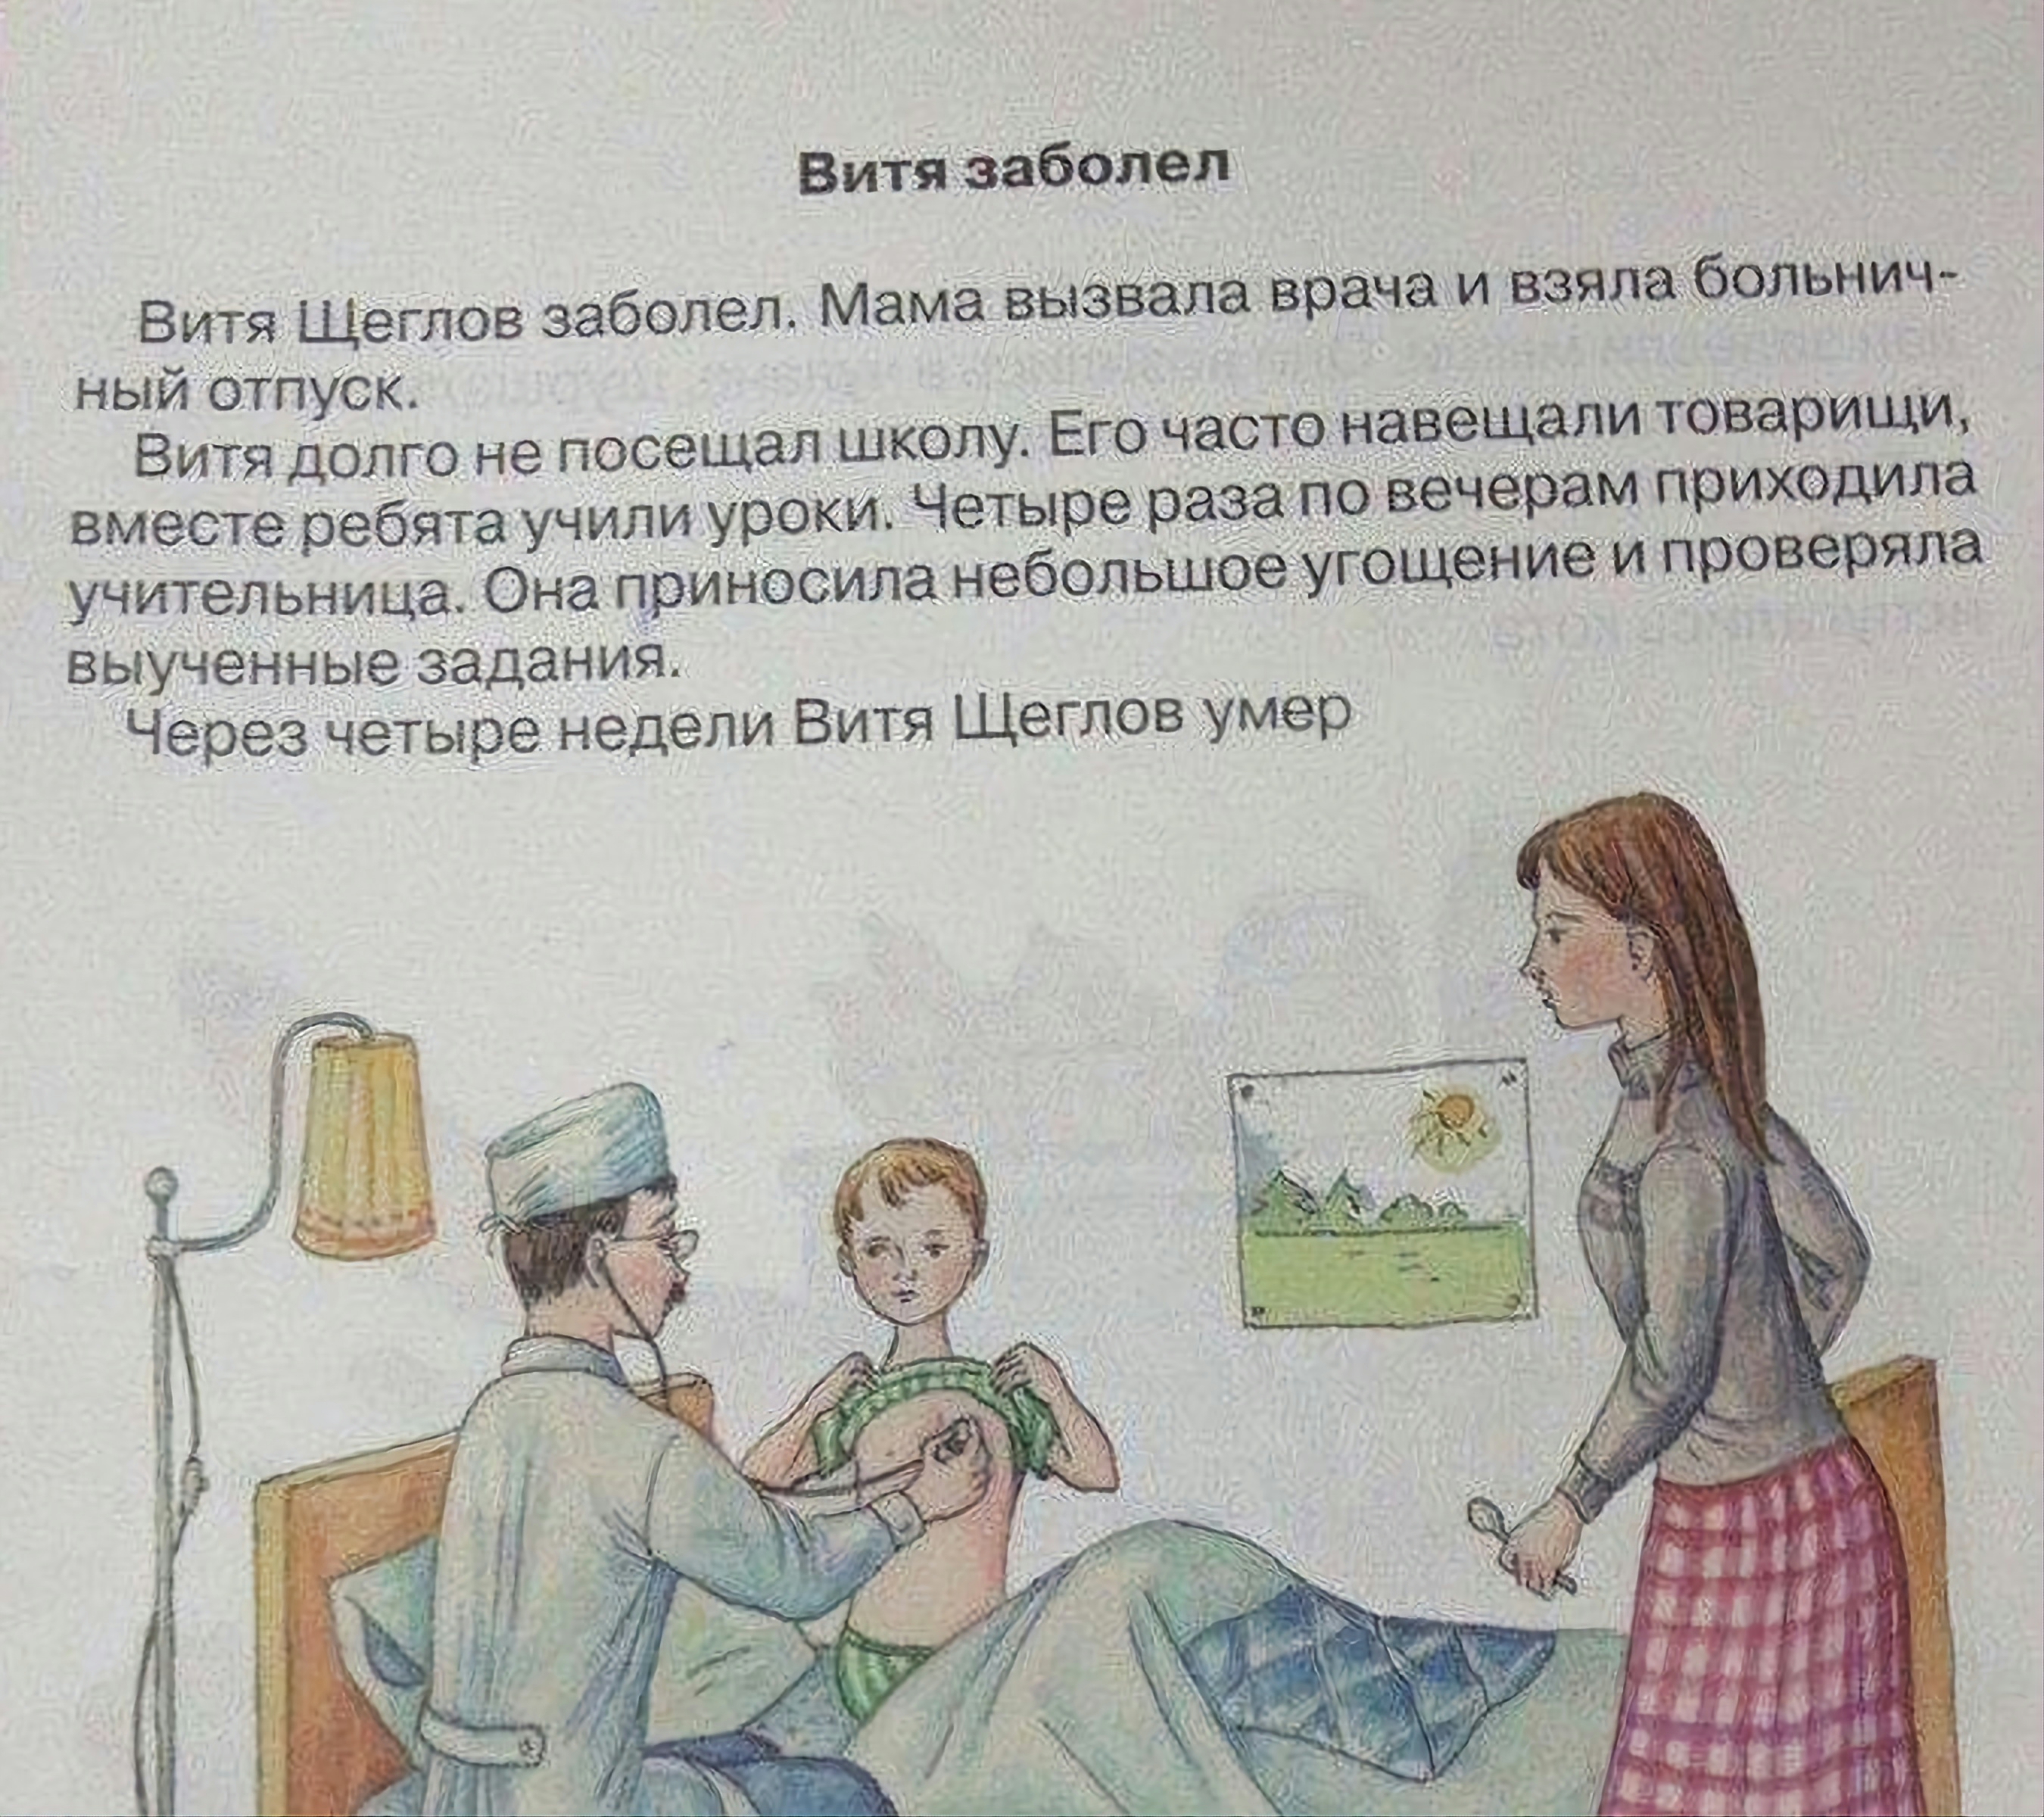 Витя заболел
Витя Щеглов заболел. Мама вызвала врача и взяла больнич-
ный отпуск.
Витя долго не посещал школу. Его часто навещали товарищи,
вместе ребята учили уроки. Четыре раза по вечерам приходила
учительница. Она приносила небольшое угощение и проверяла
выученные задания.
Через четыре недели Витя Щеглов умер